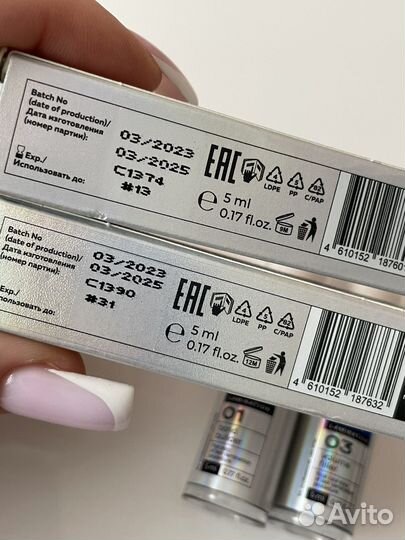 Batch No
(date of production)/
Дата изготовления
(номер партии):
Exp./
Использовать до:
03/2023
03/2025
C1374
#13
EAC
LDPE
PP
C/PAP
e 5 ml
0.17 fl.oz.
9M
4 610152 18760
Batch No
(date of production)/
Дата изготовления
(номер партии):
Exp./
Использовать до:
03/2023
03/2025
C1390
#31
EAC
LDPE
PP
C/PAP
e 5 ml
0.17 fl.oz.
12M
4 610152 187632
01
03
Avito